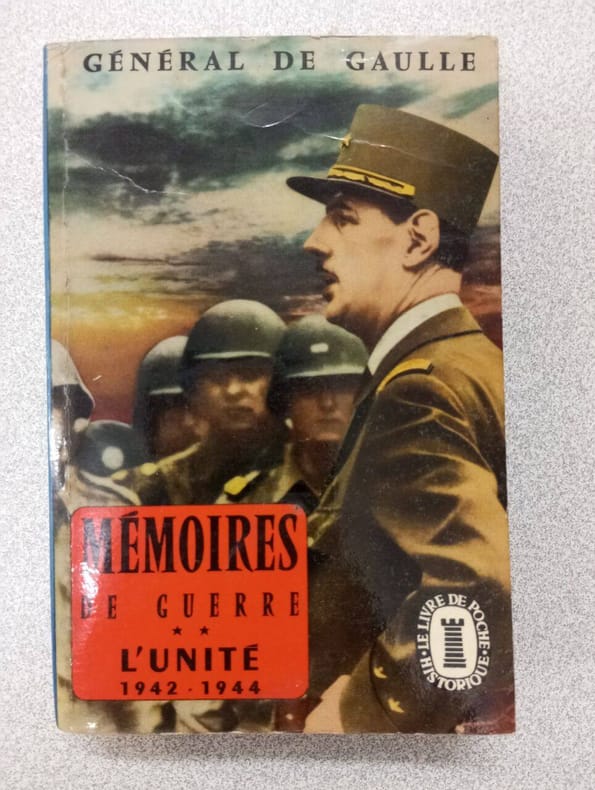 GÉNÉRAL DE GAULLE
MÉMOIRES
DE GUERRE
★ ★
L'UNITÉ
1942 - 1944
• LE LIVRE DE POCHE •
HISTORIQUE